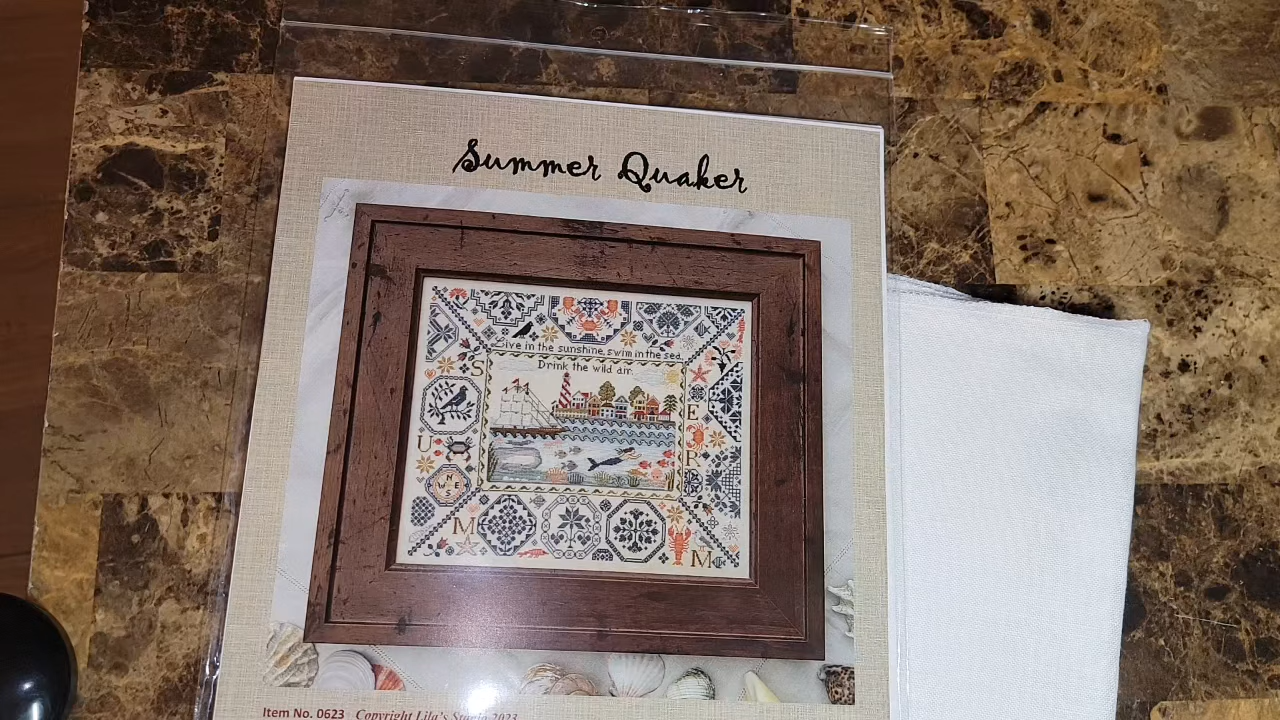 Summer Quaker
Live in the sunshine, swim in the sea,
Drink the wild air.
S
E
U
R
N
W E
S
M
M
Item No. 0623 Copyright Lila's Studio 2023